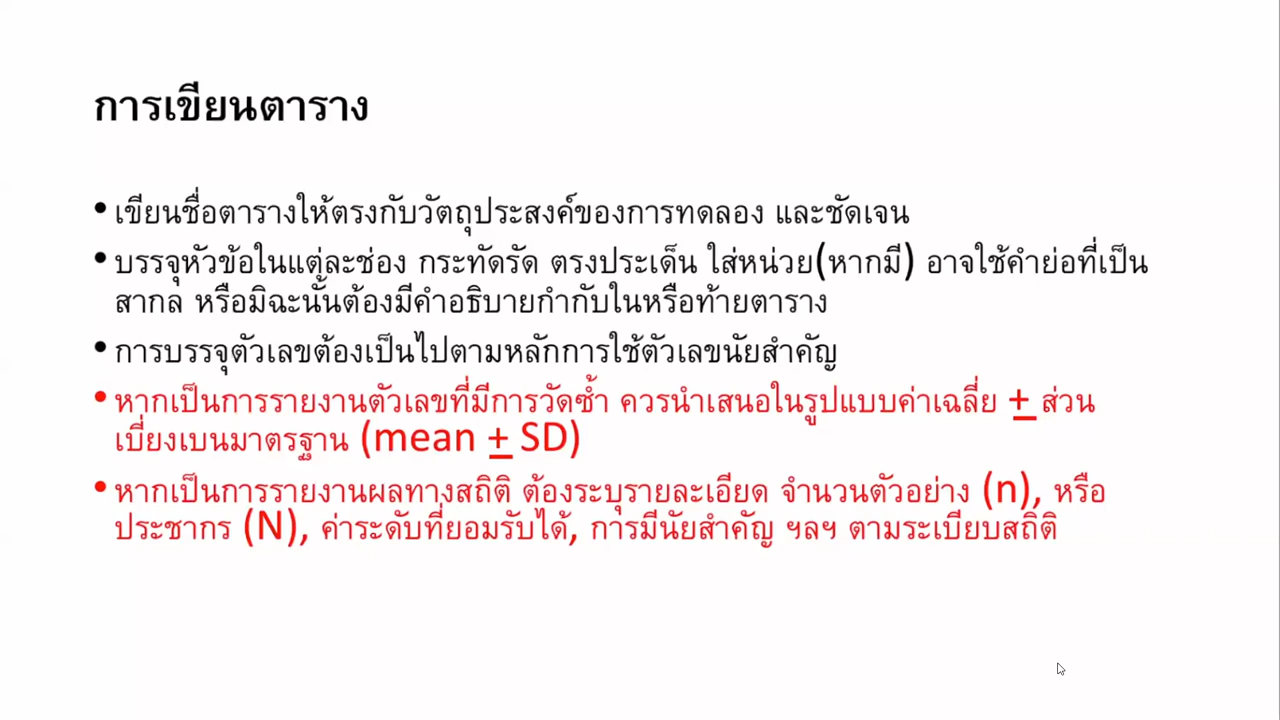 การเขียนตาราง
• เขียนชื่อตารางให้ตรงกับวัตถุประสงค์ของการทดลอง และชัดเจน
• บรรจุหัวข้อในแต่ละช่อง กระทัดรัด ตรงประเด็น ใส่หน่วย(หากมี) อาจใช้คำย่อที่เป็น
สากล หรือมิฉะนั้นต้องมีคำอธิบายกำกับในหรือท้ายตาราง
• การบรรจุตัวเลขต้องเป็นไปตามหลักการใช้ตัวเลขนัยสำคัญ
• หากเป็นการรายงานตัวเลขที่มีการวัดซ้ำ ควรนำเสนอในรูปแบบค่าเฉลี่ย ± ส่วน
เบี่ยงเบนมาตรฐาน (mean ± SD)
• หากเป็นการรายงานผลทางสถิติ ต้องระบุรายละเอียด จำนวนตัวอย่าง (n), หรือ
ประชากร (N), ค่าระดับที่ยอมรับได้, การมีนัยสำคัญ ฯลฯ ตามระเบียบสถิติ